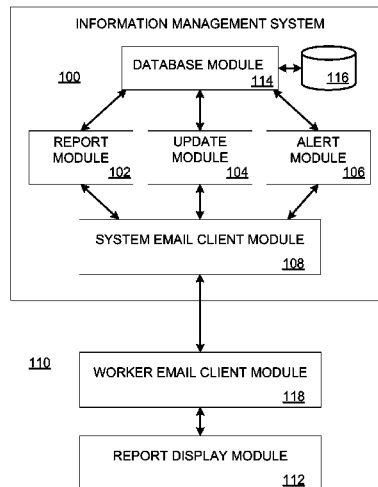 INFORMATION MANAGEMENT SYSTEM
DATABASE MODULE
114
116
100
REPORT
MODULE
102
UPDATE
MODULE
104
ALERT
MODULE
106
SYSTEM EMAIL CLIENT MODULE
108
110
WORKER EMAIL CLIENT MODULE
118
REPORT DISPLAY MODULE
112